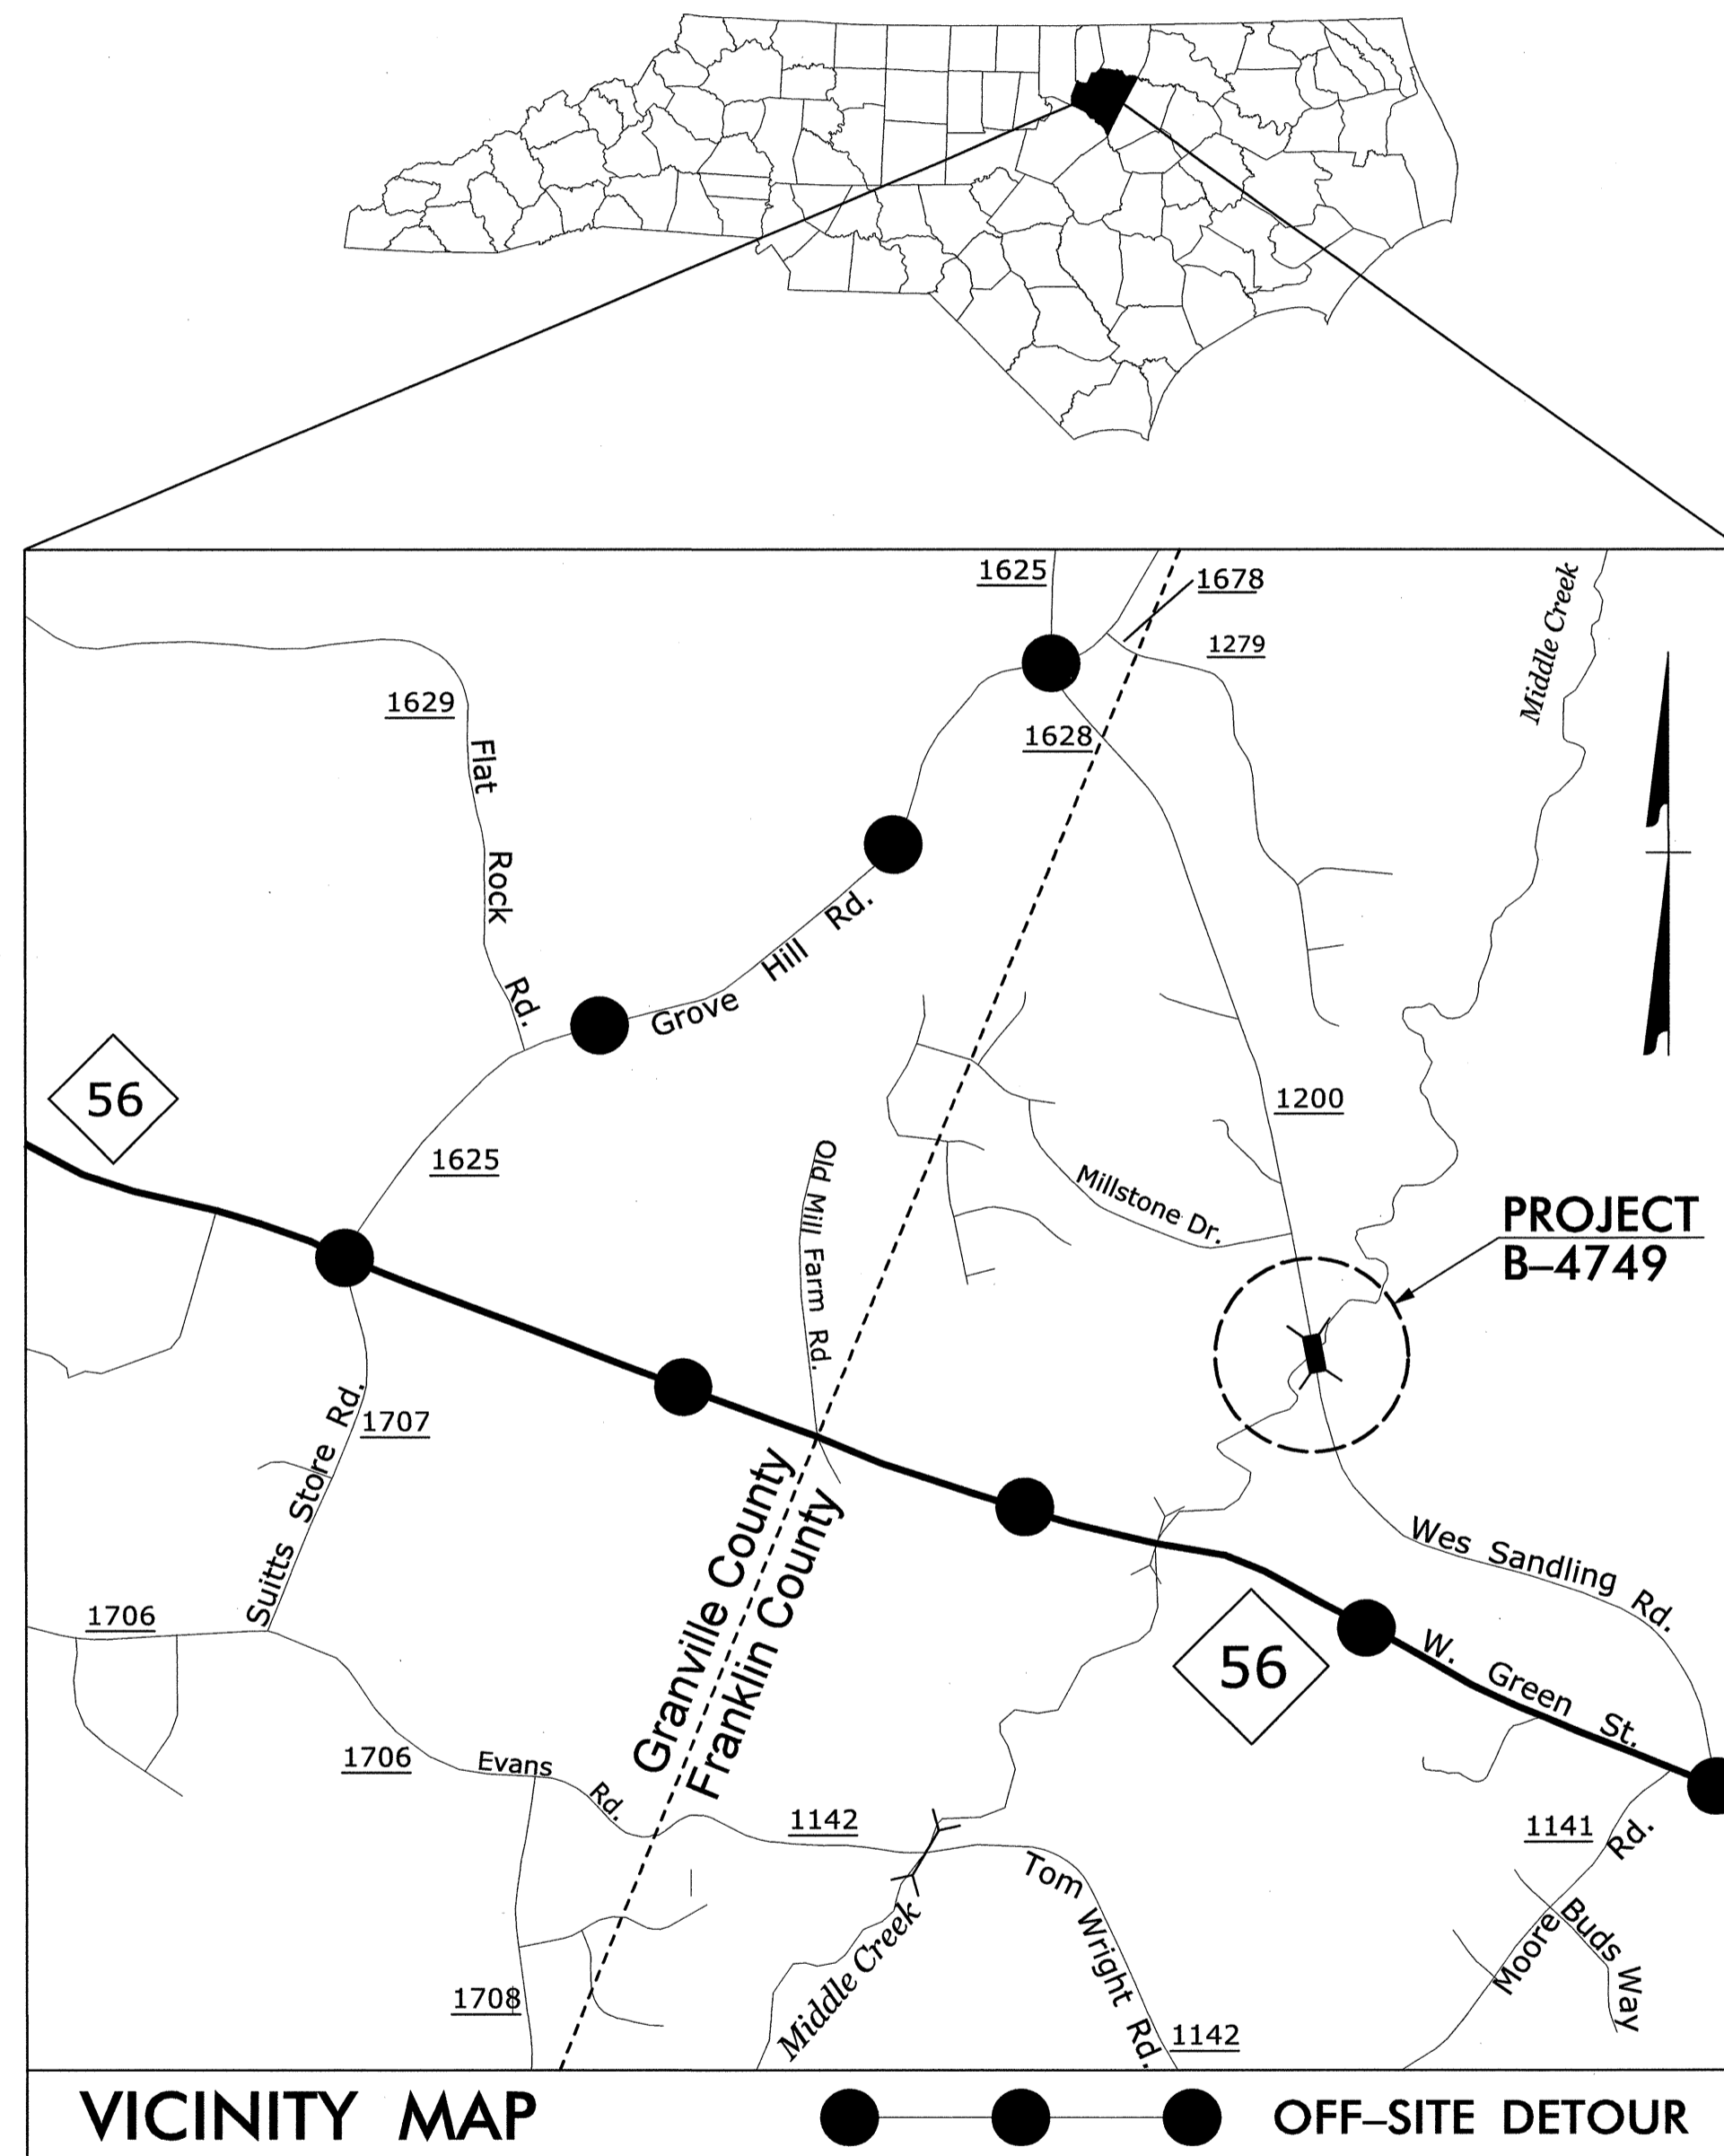 1625
1678
Middle Creek
1279
1629
1628
Flat Rock Rd.
Grove Hill Rd.
56
1200
1625
Old Mill Farm Rd.
Millstone Dr.
PROJECT
B–4749
Suitts Store Rd.
1707
Granville County
Franklin County
Wes Sandling Rd.
1706
56
W. Green St.
1706
Evans Rd.
1142
1141
Moore Rd.
Tom Wright Rd.
Buds Way
Middle Creek
1708
1142
VICINITY MAP
OFF–SITE DETOUR